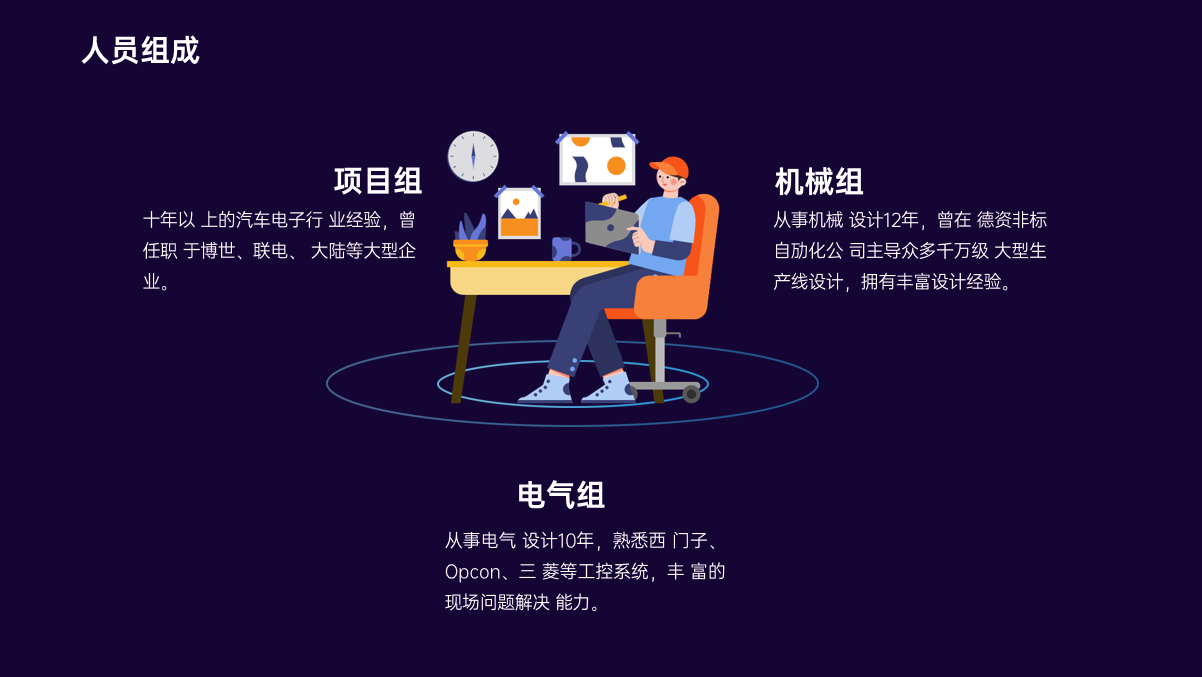 人员组成
项目组
十年以 上的汽车电子行 业经验，曾
任职 于博世、联电、 大陆等大型企
业。
机械组
从事机械 设计12年，曾在 德资非标
自励化公 司主导众多千万级 大型生
产线设计，拥有丰富设计经验。
电气组
从事电气 设计10年，熟悉西 门子、
Opcon、三 菱等工控系统，丰 富的
现场问题解决 能力。